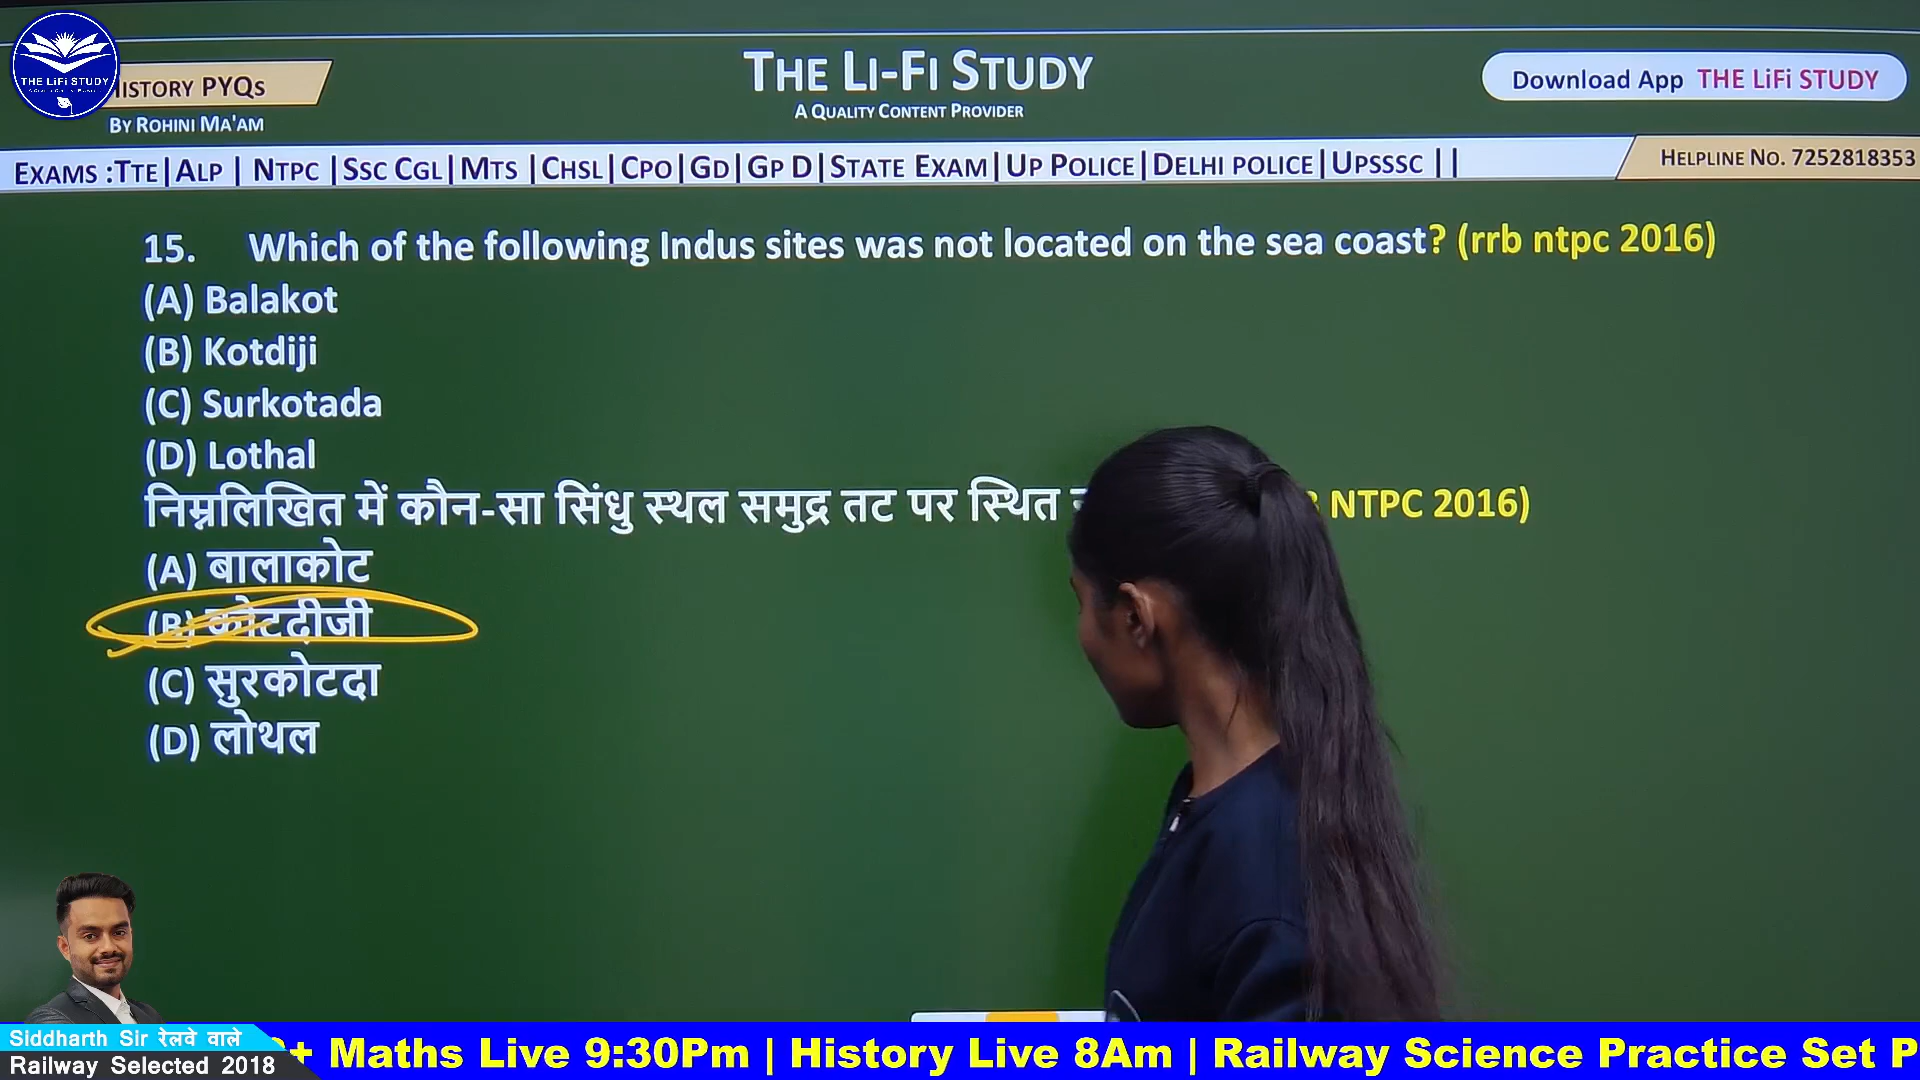 THE LiFi STUDY
HISTORY PYQs
BY ROHINI MA'AM
THE LI-FI STUDY
A QUALITY CONTENT PROVIDER
Download App THE LiFi STUDY
EXAMS :TTE|ALP | NTPC |SSC CGL|MTS |CHSL|CPO|GD|GP D|STATE EXAM|UP POLICE|DELHI POLICE|UPSSSC ||
HELPLINE NO. 7252818353
15. Which of the following Indus sites was not located on the sea coast? (rrb ntpc 2016)
(A) Balakot
(B) Kotdiji
(C) Surkotada
(D) Lothal
निम्नलिखित में कौन-सा सिंधु स्थल समुद्र तट पर स्थित NTPC 2016)
(A) बालाकोट
(B) कोटदीजी
(C) सुरकोटदा
(D) लोथल
Siddharth Sir रेलवे वाले
Railway Selected 2018
+ Maths Live 9:30Pm | History Live 8Am | Railway Science Practice Set P